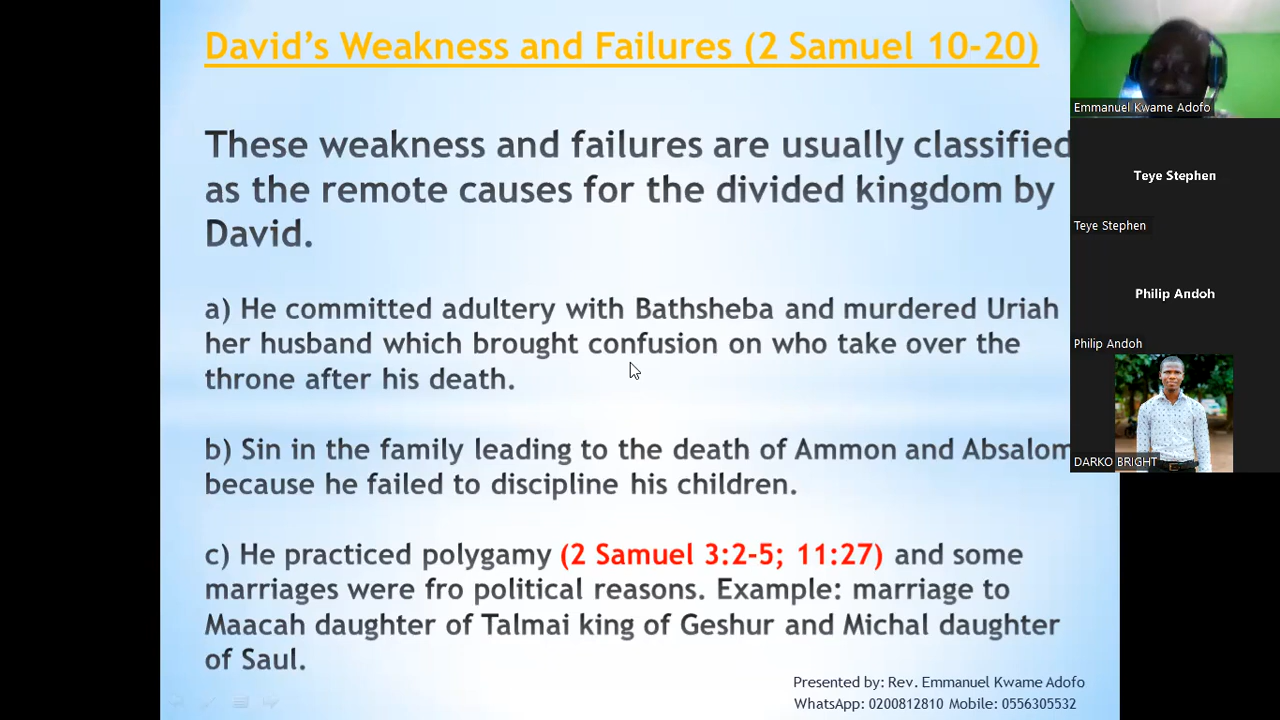 David's Weakness and Failures (2 Samuel 10-20)
These weakness and failures are usually classified
as the remote causes for the divided kingdom by
David.
a) He committed adultery with Bathsheba and murdered Uriah
her husband which brought confusion on who take over the
throne after his death.
b) Sin in the family leading to the death of Ammon and Absalom
because he failed to discipline his children.
c) He practiced polygamy (2 Samuel 3:2-5; 11:27) and some
marriages were fro political reasons. Example: marriage to
Maacah daughter of Talmai king of Geshur and Michal daughter
of Saul.
Presented by: Rev. Emmanuel Kwame Adofo
WhatsApp: 0200812810 Mobile: 0556305532
Emmanuel Kwame Adofo
Teye Stephen
Teye Stephen
Philip Andoh
Philip Andoh
DARKO BRIGHT